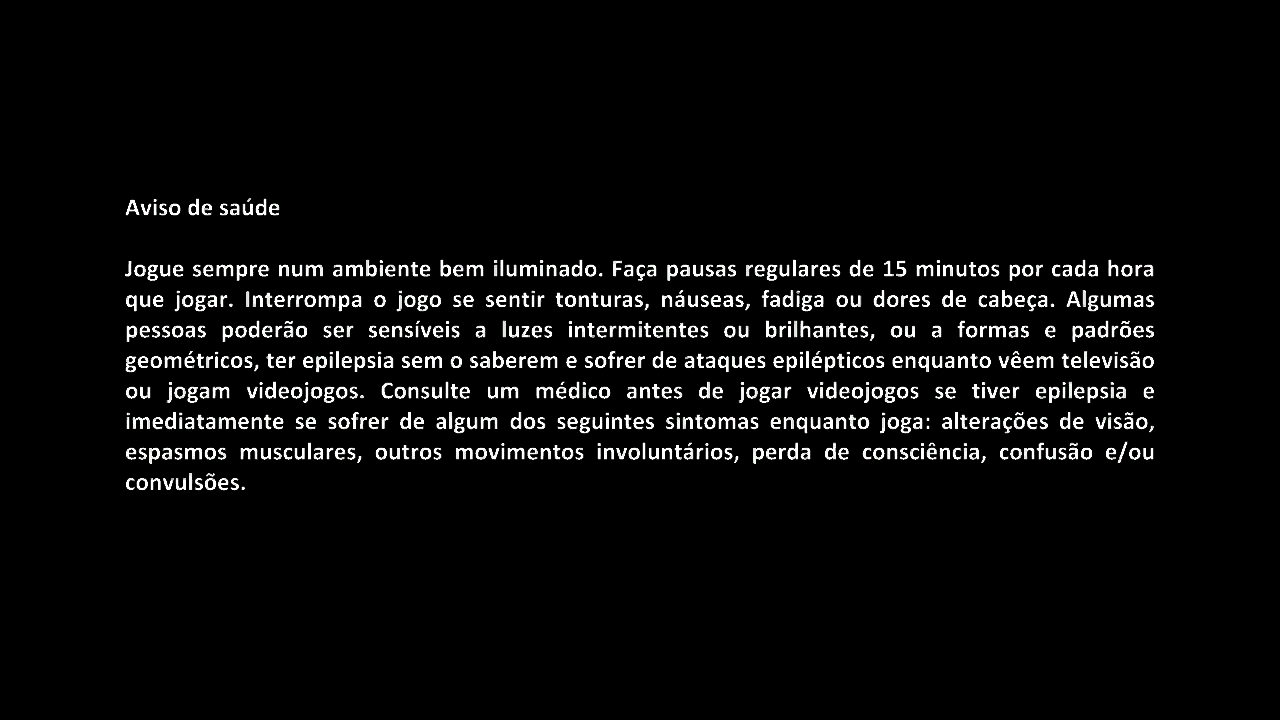 Aviso de saúde
Jogue sempre num ambiente bem iluminado. Faça pausas regulares de 15 minutos por cada hora
que jogar. Interrompa o jogo se sentir tonturas, náuseas, fadiga ou dores de cabeça. Algumas
pessoas poderão ser sensíveis a luzes intermitentes ou brilhantes, ou a formas e padrões
geométricos, ter epilepsia sem o saberem e sofrer de ataques epilépticos enquanto vêem televisão
ou jogam videojogos. Consulte um médico antes de jogar videojogos se tiver epilepsia e
imediatamente se sofrer de algum dos seguintes sintomas enquanto joga: alterações de visão,
espasmos musculares, outros movimentos involuntários, perda de consciência, confusão e/ou
convulsões.